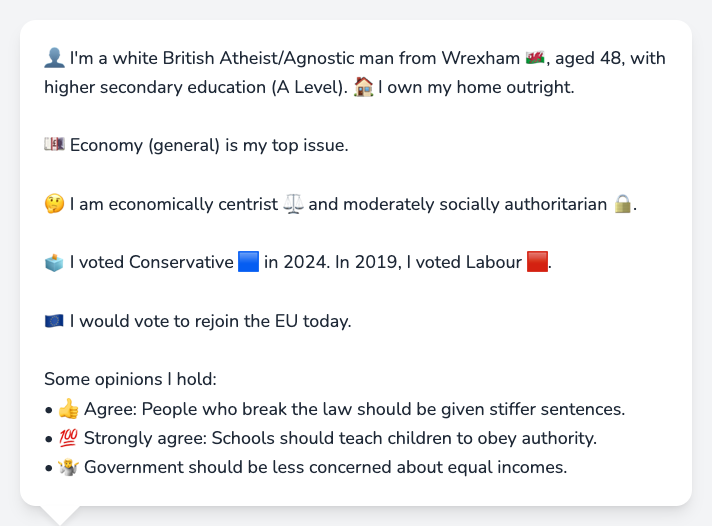 👤 I'm a white British Atheist/Agnostic man from Wrexham 🏴󠁧󠁢󠁷󠁬󠁳󠁿, aged 48, with
higher secondary education (A Level). 🏠 I own my home outright.
💷 Economy (general) is my top issue.
🤔 I am economically centrist ⚖️ and moderately socially authoritarian 🔒.
🗳️ I voted Conservative 🟦 in 2024. In 2019, I voted Labour 🟥.
🇪🇺 I would vote to rejoin the EU today.
Some opinions I hold:
• 👍 Agree: People who break the law should be given stiffer sentences.
• 💯 Strongly agree: Schools should teach children to obey authority.
• 🤷 Government should be less concerned about equal incomes.